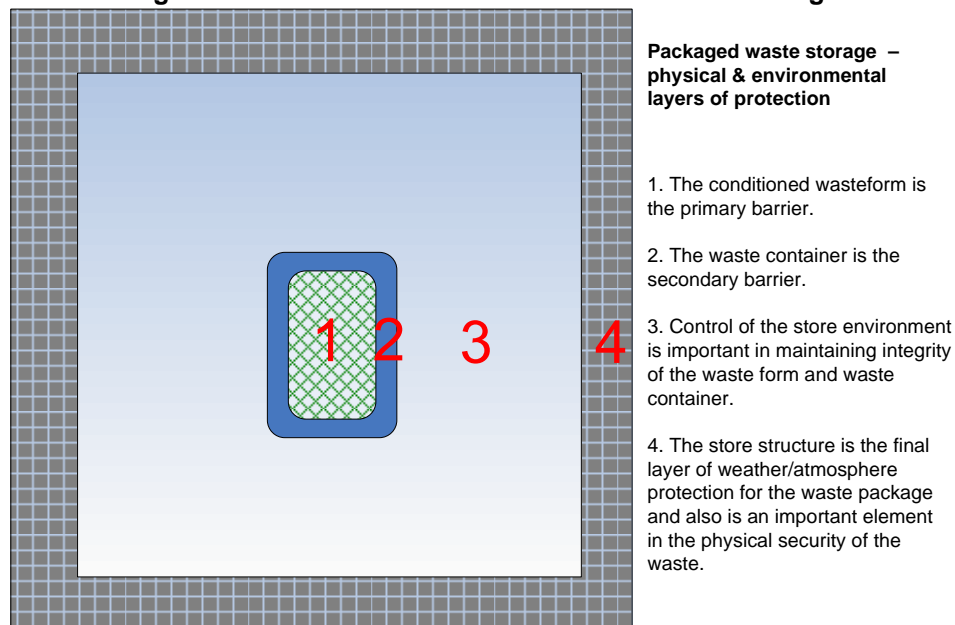 Packaged waste storage –
physical & environmental
layers of protection
1. The conditioned wasteform is
the primary barrier.
2. The waste container is the
secondary barrier.
3. Control of the store environment
is important in maintaining integrity
of the waste form and waste
container.
4. The store structure is the final
layer of weather/atmosphere
protection for the waste package
and also is an important element
in the physical security of the
waste.
1 2 3 4